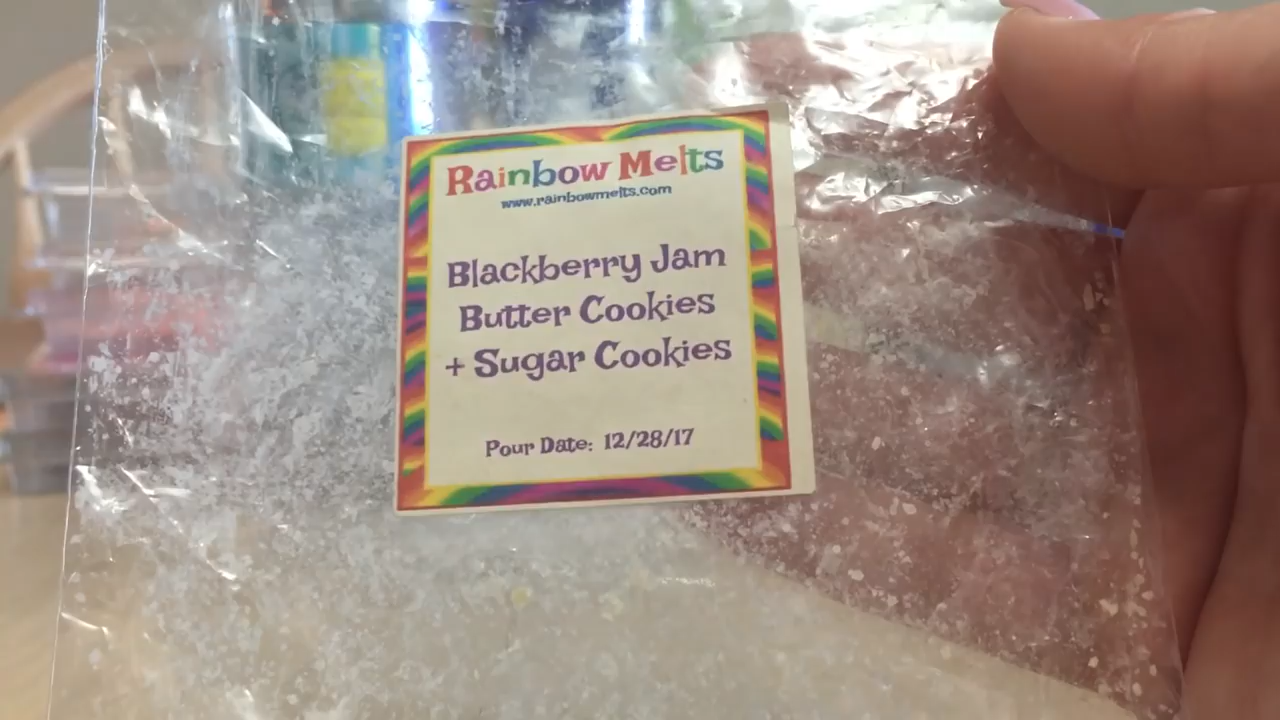 Rainbow Melts
www.rainbowmelts.com
Blackberry Jam
Butter Cookies
+ Sugar Cookies
Pour Date: 12/28/17